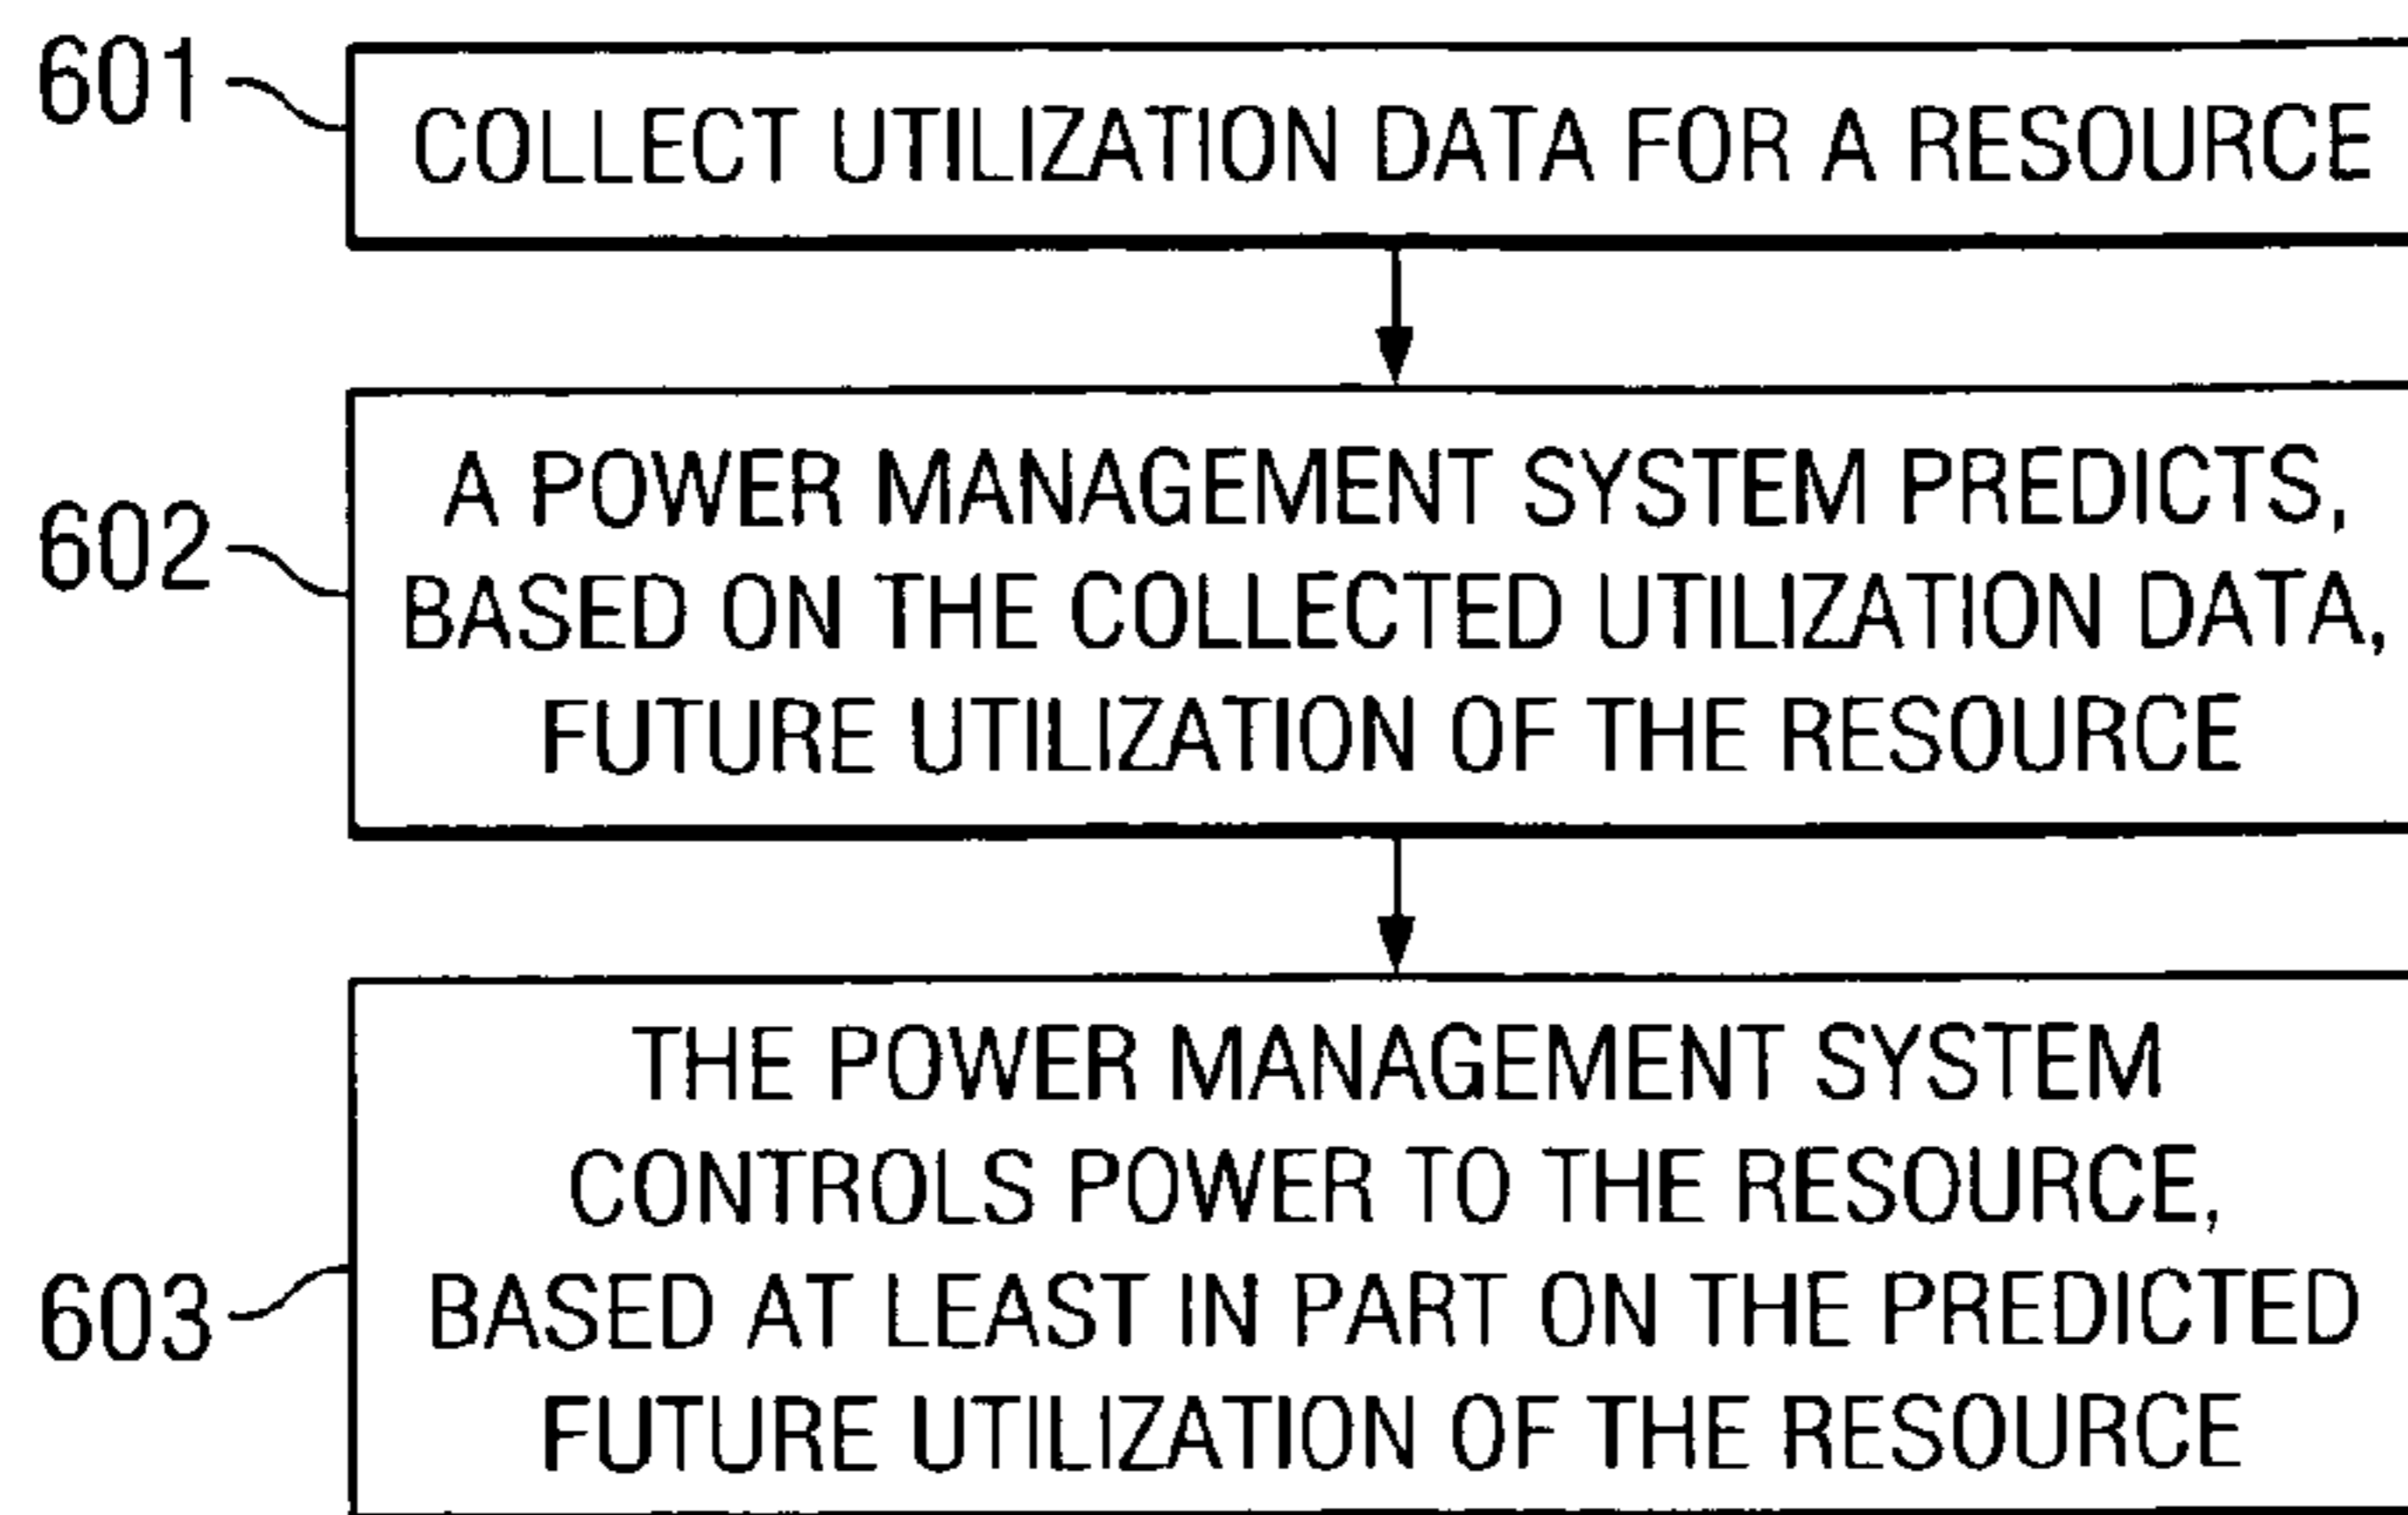 601
COLLECT UTILIZATION DATA FOR A RESOURCE
602
A POWER MANAGEMENT SYSTEM PREDICTS,
BASED ON THE COLLECTED UTILIZATION DATA,
FUTURE UTILIZATION OF THE RESOURCE
603
THE POWER MANAGEMENT SYSTEM
CONTROLS POWER TO THE RESOURCE,
BASED AT LEAST IN PART ON THE PREDICTED
FUTURE UTILIZATION OF THE RESOURCE